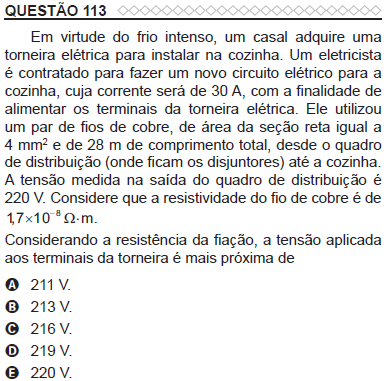 QUESTÃO 113
Em virtude do frio intenso, um casal adquire uma
torneira elétrica para instalar na cozinha. Um eletricista
é contratado para fazer um novo circuito elétrico para a
cozinha, cuja corrente será de 30 A, com a finalidade de
alimentar os terminais da torneira elétrica. Ele utilizou
um par de fios de cobre, de área da seção reta igual a
4 mm² e de 28 m de comprimento total, desde o quadro
de distribuição (onde ficam os disjuntores) até a cozinha.
A tensão medida na saída do quadro de distribuição é
220 V. Considere que a resistividade do fio de cobre é de
1,7×10⁻⁸ Ω·m.
Considerando a resistência da fiação, a tensão aplicada
aos terminais da torneira é mais próxima de
A 211 V.
B 213 V.
C 216 V.
D 219 V.
E 220 V.